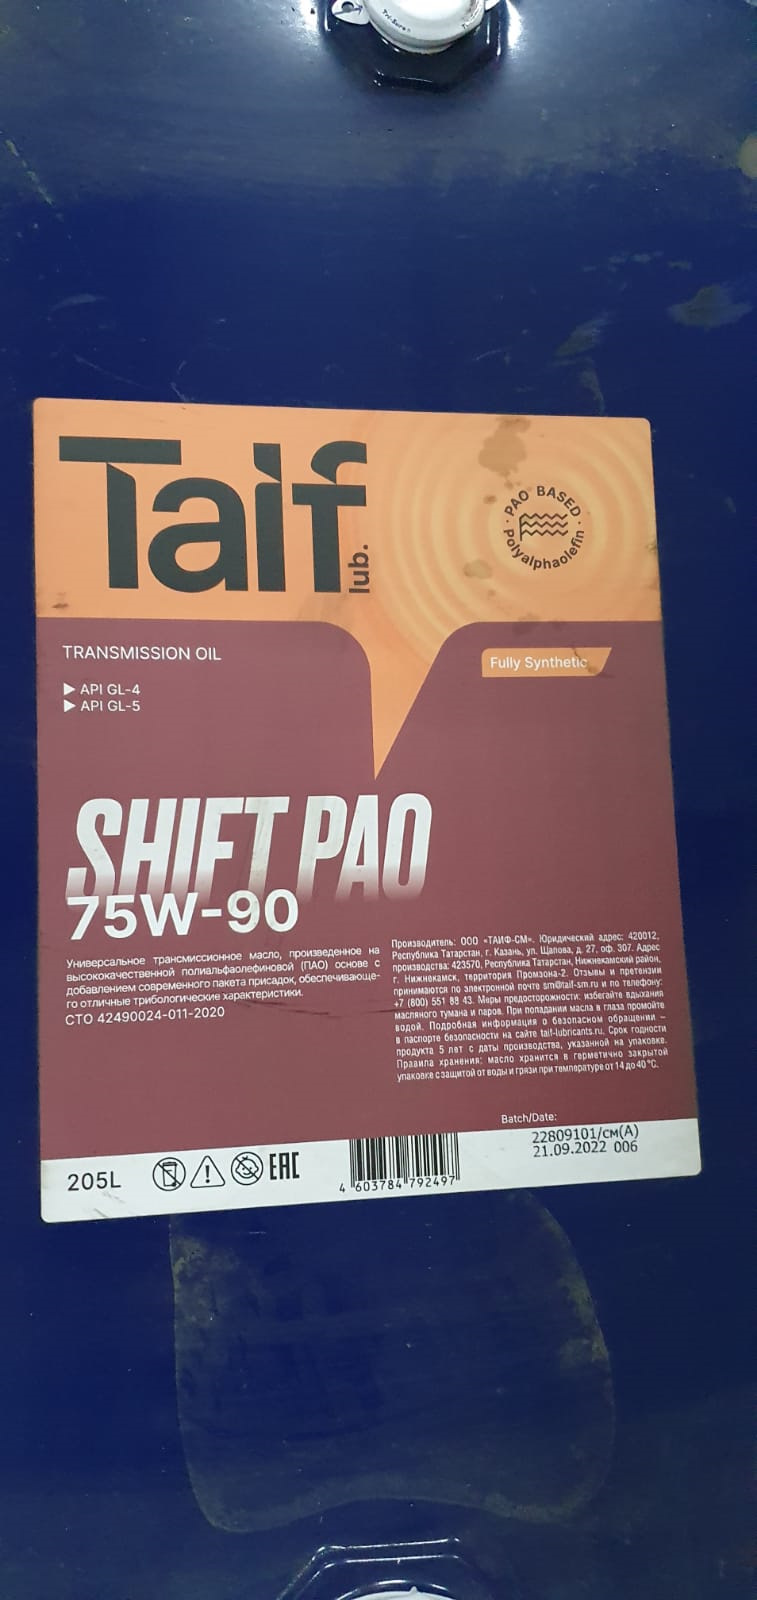 Tri-Sure
Taif
lub.
PAO BASED
Polyalphaolefin
TRANSMISSION OIL
Fully Synthetic
API GL-4
API GL-5
SHIFT PAO
75W-90
Универсальное трансмиссионное масло, произведенное на
высококачественной полиальфаолефиновой (ПАО) основе с
добавлением современного пакета присадок, обеспечивающе-
го отличные трибологические характеристики.
СТО 42490024-011-2020
Производитель: ООО «ТАИФ-СМ». Юридический адрес: 420012,
Республика Татарстан, г. Казань, ул. Щапова, д. 27, оф. 307. Адрес
производства: 423570, Республика Татарстан, Нижнекамский район,
г. Нижнекамск, территория Промзона-2. Отзывы и претензии
принимаются по электронной почте sm@taif-sm.ru и по телефону:
+7 (800) 551 88 43. Меры предосторожности: избегайте вдыхания
масляного тумана и паров. При попадании масла в глаза промойте
водой. Подробная информация о безопасном обращении –
в паспорте безопасности на сайте taif-lubricants.ru. Срок годности
продукта 5 лет с даты производства, указанной на упаковке.
Правила хранения: масло хранится в герметично закрытой
упаковке с защитой от воды и грязи при температуре от 14 до 40 °С.
Batch/Date:
22809101/см(А)
21.09.2022 006
205L
EAC
4 603784 792497